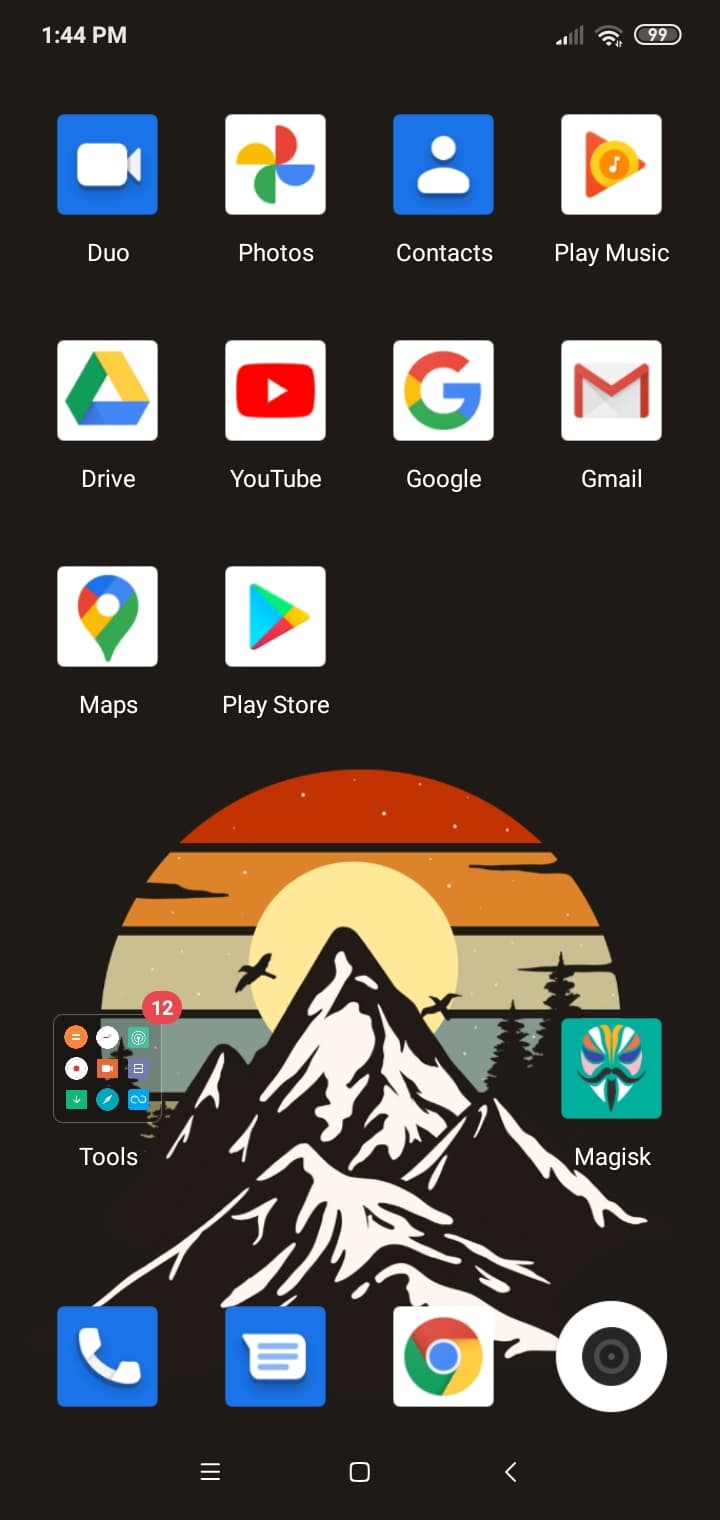 1:44 PM
99
Duo
Photos
Contacts
Play Music
Drive
YouTube
Google
Gmail
Maps
Play Store
12
Tools
Magisk